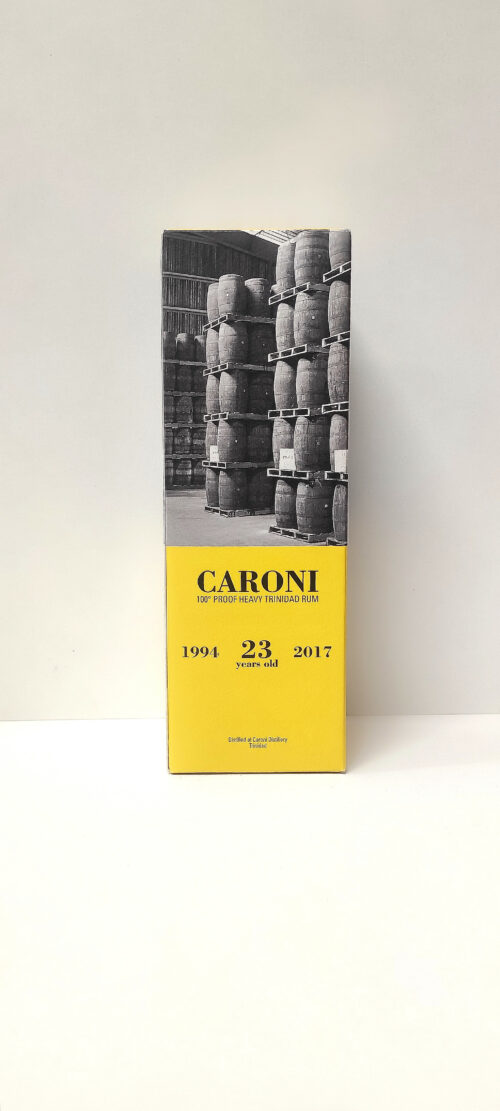 CARONI
100° PROOF HEAVY TRINIDAD RUM
1994 23 2017
years old
Distilled at Caroni Distillery
Trinidad